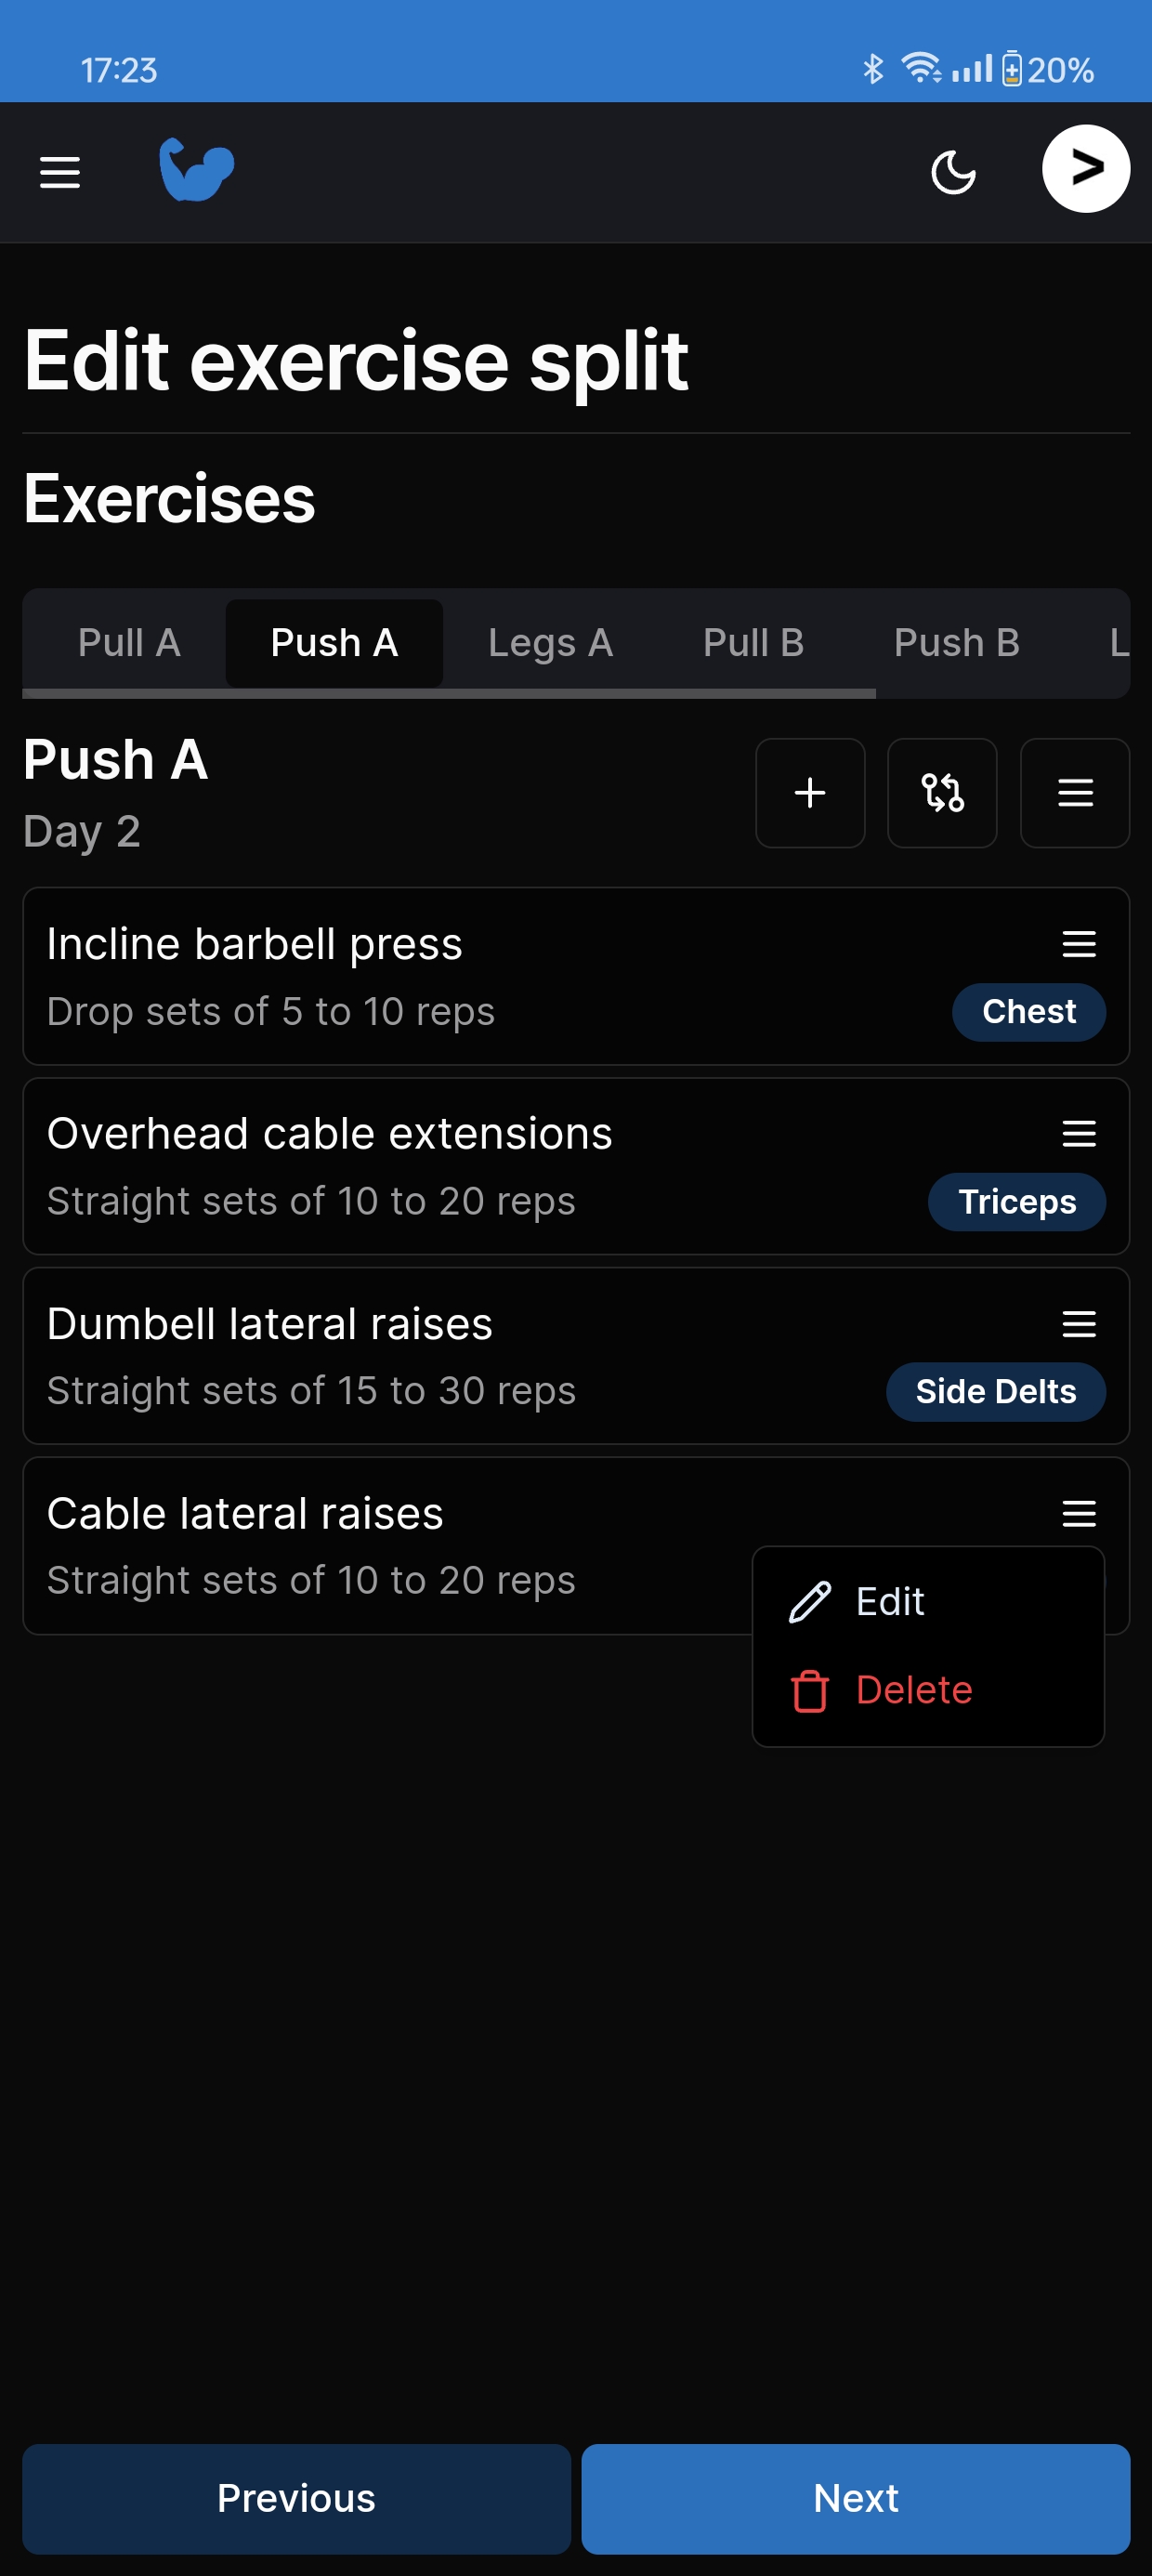 17:23
20%
>
Edit exercise split
Exercises
Pull A Push A Legs A Pull B Push B L
Push A
Day 2
Incline barbell press
Drop sets of 5 to 10 reps
Chest
Overhead cable extensions
Straight sets of 10 to 20 reps
Triceps
Dumbell lateral raises
Straight sets of 15 to 30 reps
Side Delts
Cable lateral raises
Straight sets of 10 to 20 reps
Edit
Delete
Previous
Next